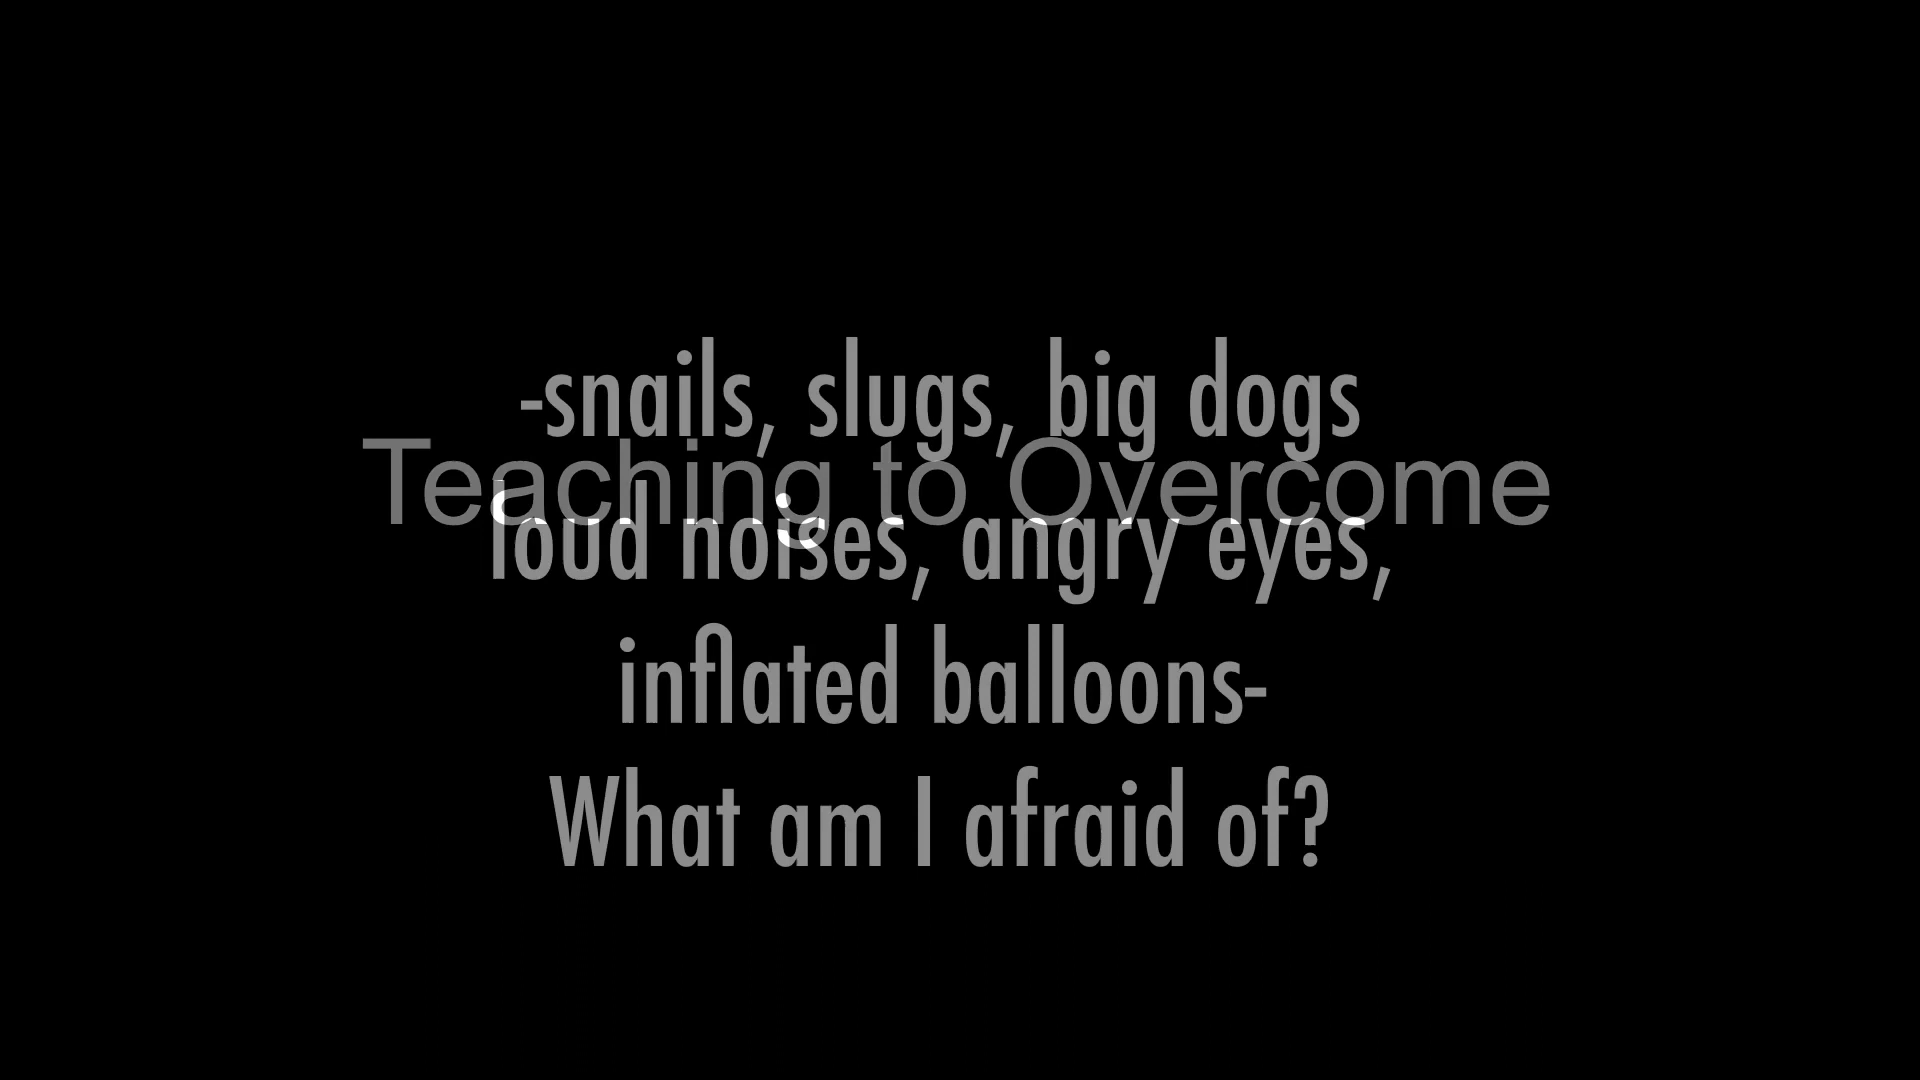 -snails, slugs, big dogs
Teaching to Overcome
loud noises, angry eyes,
inflated balloons-
What am I afraid of?